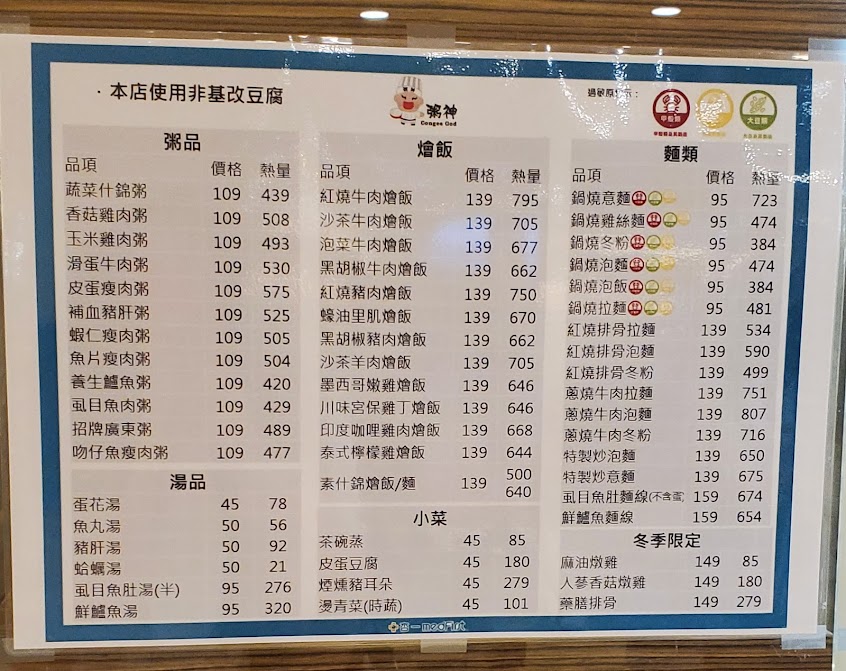 ·本店使用非基改豆腐
粥神
Congee God
過敏原 示：
甲殼類
大豆類
粥品
品項 價格 熱量
蔬菜什錦粥 109 439
香菇雞肉粥 109 508
玉米雞肉粥 109 493
滑蛋牛肉粥 109 530
皮蛋瘦肉粥 109 575
補血豬肝粥 109 525
蝦仁瘦肉粥 109 505
魚片瘦肉粥 109 504
養生鱸魚粥 109 420
虱目魚肉粥 109 429
招牌廣東粥 109 489
吻仔魚瘦肉粥 109 477
湯品
蛋花湯 45 78
魚丸湯 50 56
豬肝湯 50 92
蛤蠣湯 50 21
虱目魚肚湯(半) 95 276
鮮鱸魚湯 95 320
燴飯
品項 價格 熱量
紅燒牛肉燴飯 139 795
沙茶牛肉燴飯 139 705
泡菜牛肉燴飯 139 677
黑胡椒牛肉燴飯 139 662
紅燒豬肉燴飯 139 750
蠔油里肌燴飯 139 670
黑胡椒豬肉燴飯 139 662
沙茶羊肉燴飯 139 705
墨西哥嫩雞燴飯 139 646
川味宮保雞丁燴飯 139 646
印度咖哩雞肉燴飯 139 668
泰式檸檬雞燴飯 139 644
素什錦燴飯/麵 139 500
640
小菜
茶碗蒸 45 85
皮蛋豆腐 45 180
煙燻豬耳朵 45 279
燙青菜(時蔬) 45 101
麵類
品項 價格 熱量
鍋燒意麵 95 723
鍋燒雞絲麵 95 474
鍋燒冬粉 95 384
鍋燒泡麵 95 474
鍋燒泡飯 95 384
鍋燒拉麵 95 481
紅燒排骨拉麵 139 534
紅燒排骨泡麵 139 590
紅燒排骨冬粉 139 499
蔥燒牛肉拉麵 139 751
蔥燒牛肉泡麵 139 807
蔥燒牛肉冬粉 139 716
特製炒泡麵 139 650
特製炒意麵 139 675
虱目魚肚麵線(不含蛋) 159 674
鮮鱸魚麵線 159 654
冬季限定
麻油燉雞 149 85
人蔘香菇燉雞 149 180
藥膳排骨 149 279
杏一medFirst